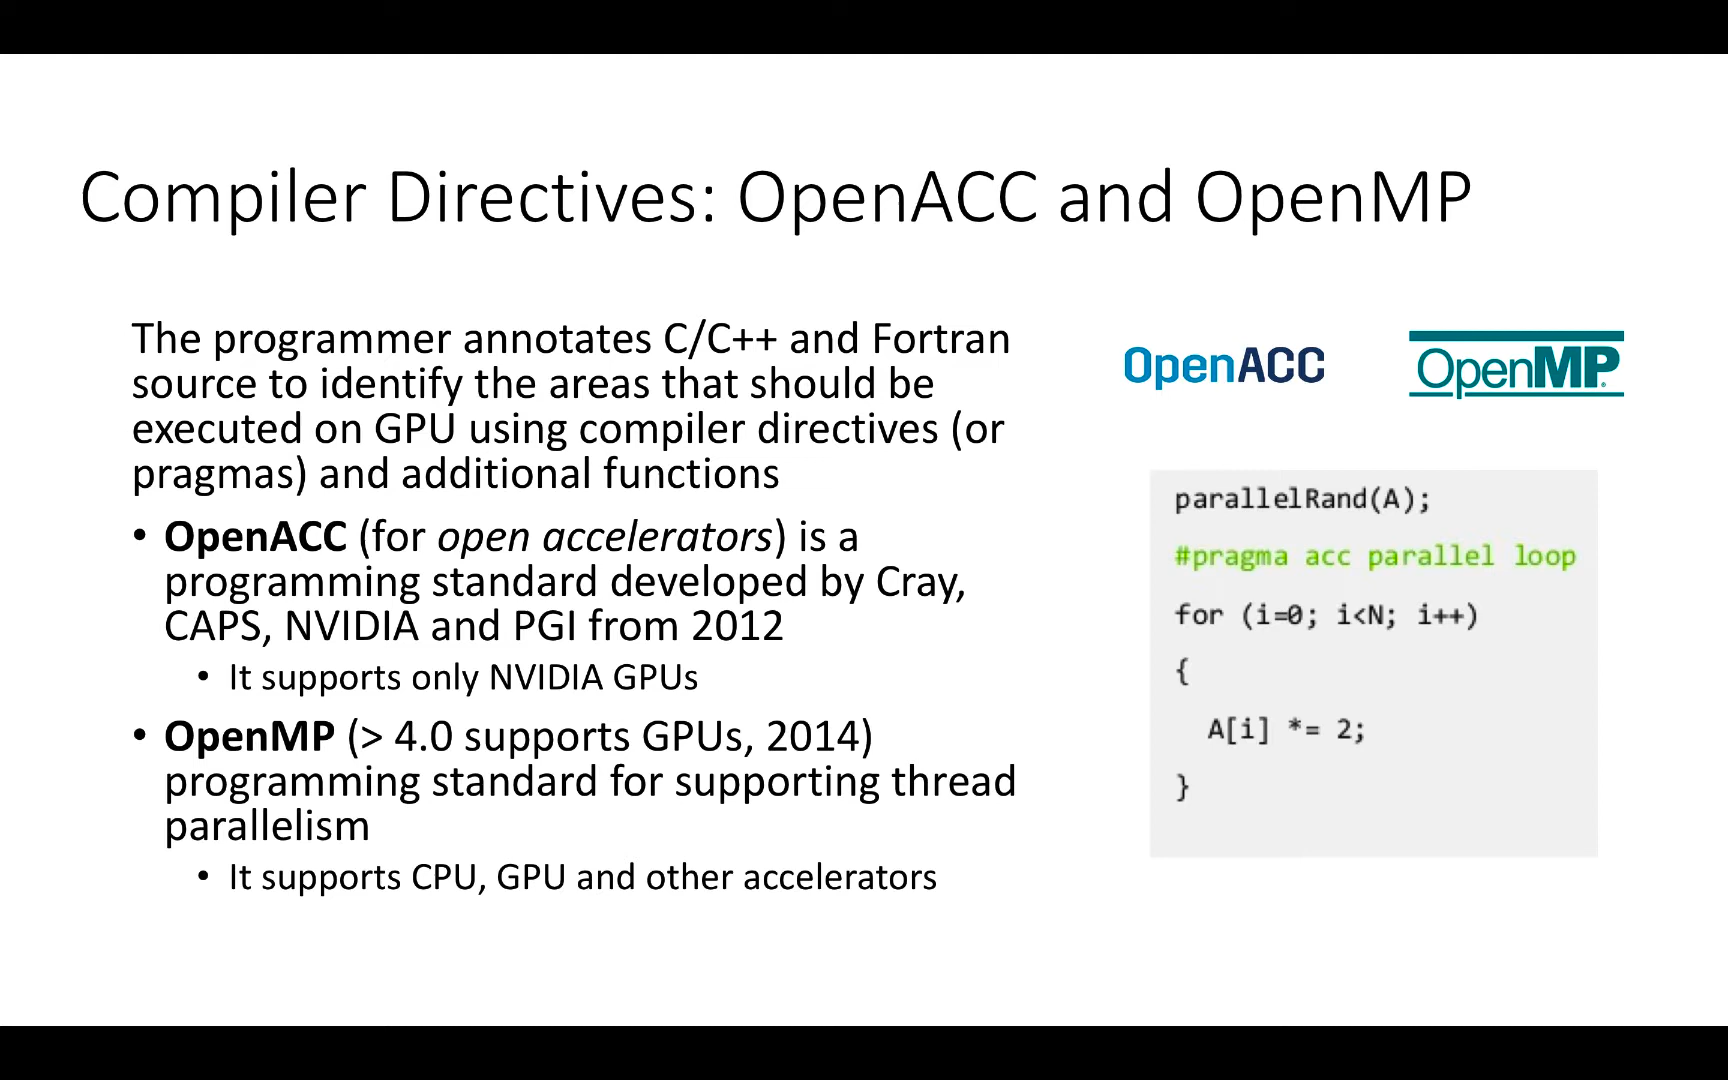 Compiler Directives: OpenACC and OpenMP
The programmer annotates C/C++ and Fortran
source to identify the areas that should be
executed on GPU using compiler directives (or
pragmas) and additional functions
• OpenACC (for open accelerators) is a
programming standard developed by Cray,
CAPS, NVIDIA and PGI from 2012
• It supports only NVIDIA GPUs
• OpenMP (> 4.0 supports GPUs, 2014)
programming standard for supporting thread
parallelism
• It supports CPU, GPU and other accelerators
OpenACC
OpenMP
parallelRand(A);
#pragma acc parallel loop
for (i=0; i<N; i++)
{
A[i] *= 2;
}